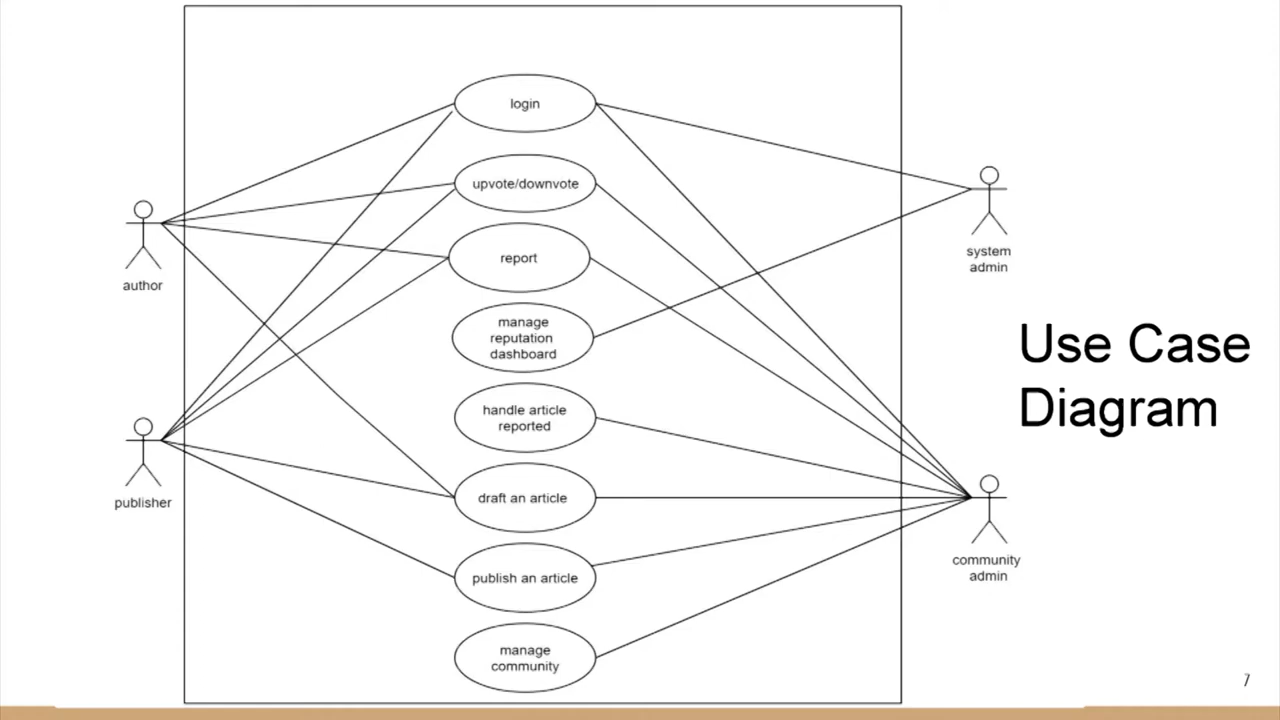 login
upvote/downvote
report
manage
reputation
dashboard
handle article
reported
draft an article
publish an article
manage
community
author
publisher
system
admin
community
admin
Use Case
Diagram
7